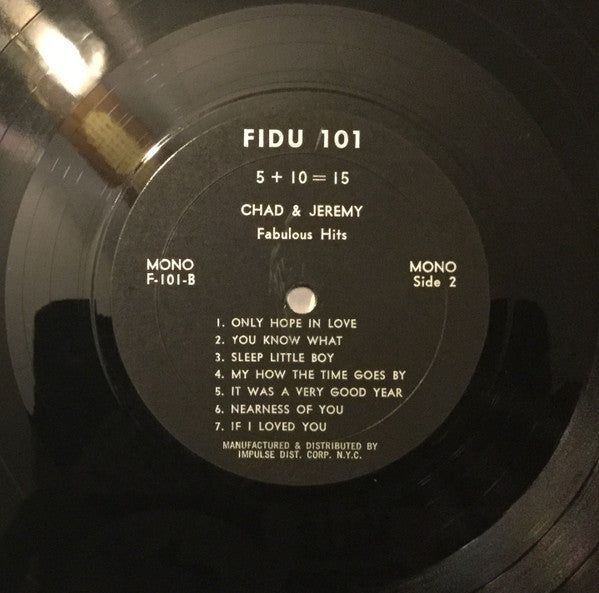 FIDU 101
5 + 10 = 15
CHAD & JEREMY
Fabulous Hits
MONO
F-101-B
MONO
Side 2
1. ONLY HOPE IN LOVE
2. YOU KNOW WHAT
3. SLEEP LITTLE BOY
4. MY HOW THE TIME GOES BY
5. IT WAS A VERY GOOD YEAR
6. NEARNESS OF YOU
7. IF I LOVED YOU
MANUFACTURED & DISTRIBUTED BY
IMPULSE DIST. CORP. N.Y.C.